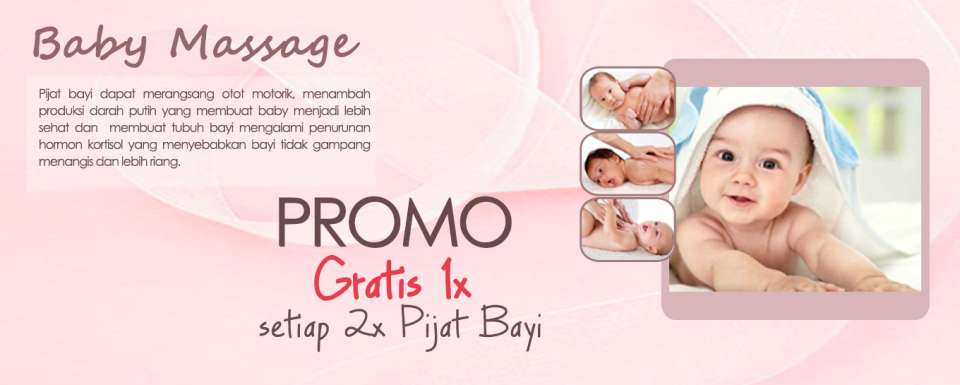 Baby Massage
Pijat bayi dapat merangsang otot motorik, menambah
produksi darah putih yang membuat baby menjadi lebih
sehat dan membuat tubuh bayi mengalami penurunan
hormon kortisol yang menyebabkan bayi tidak gampang
menangis dan lebih riang.
PROMO
Gratis 1x
setiap 2x Pijat Bayi